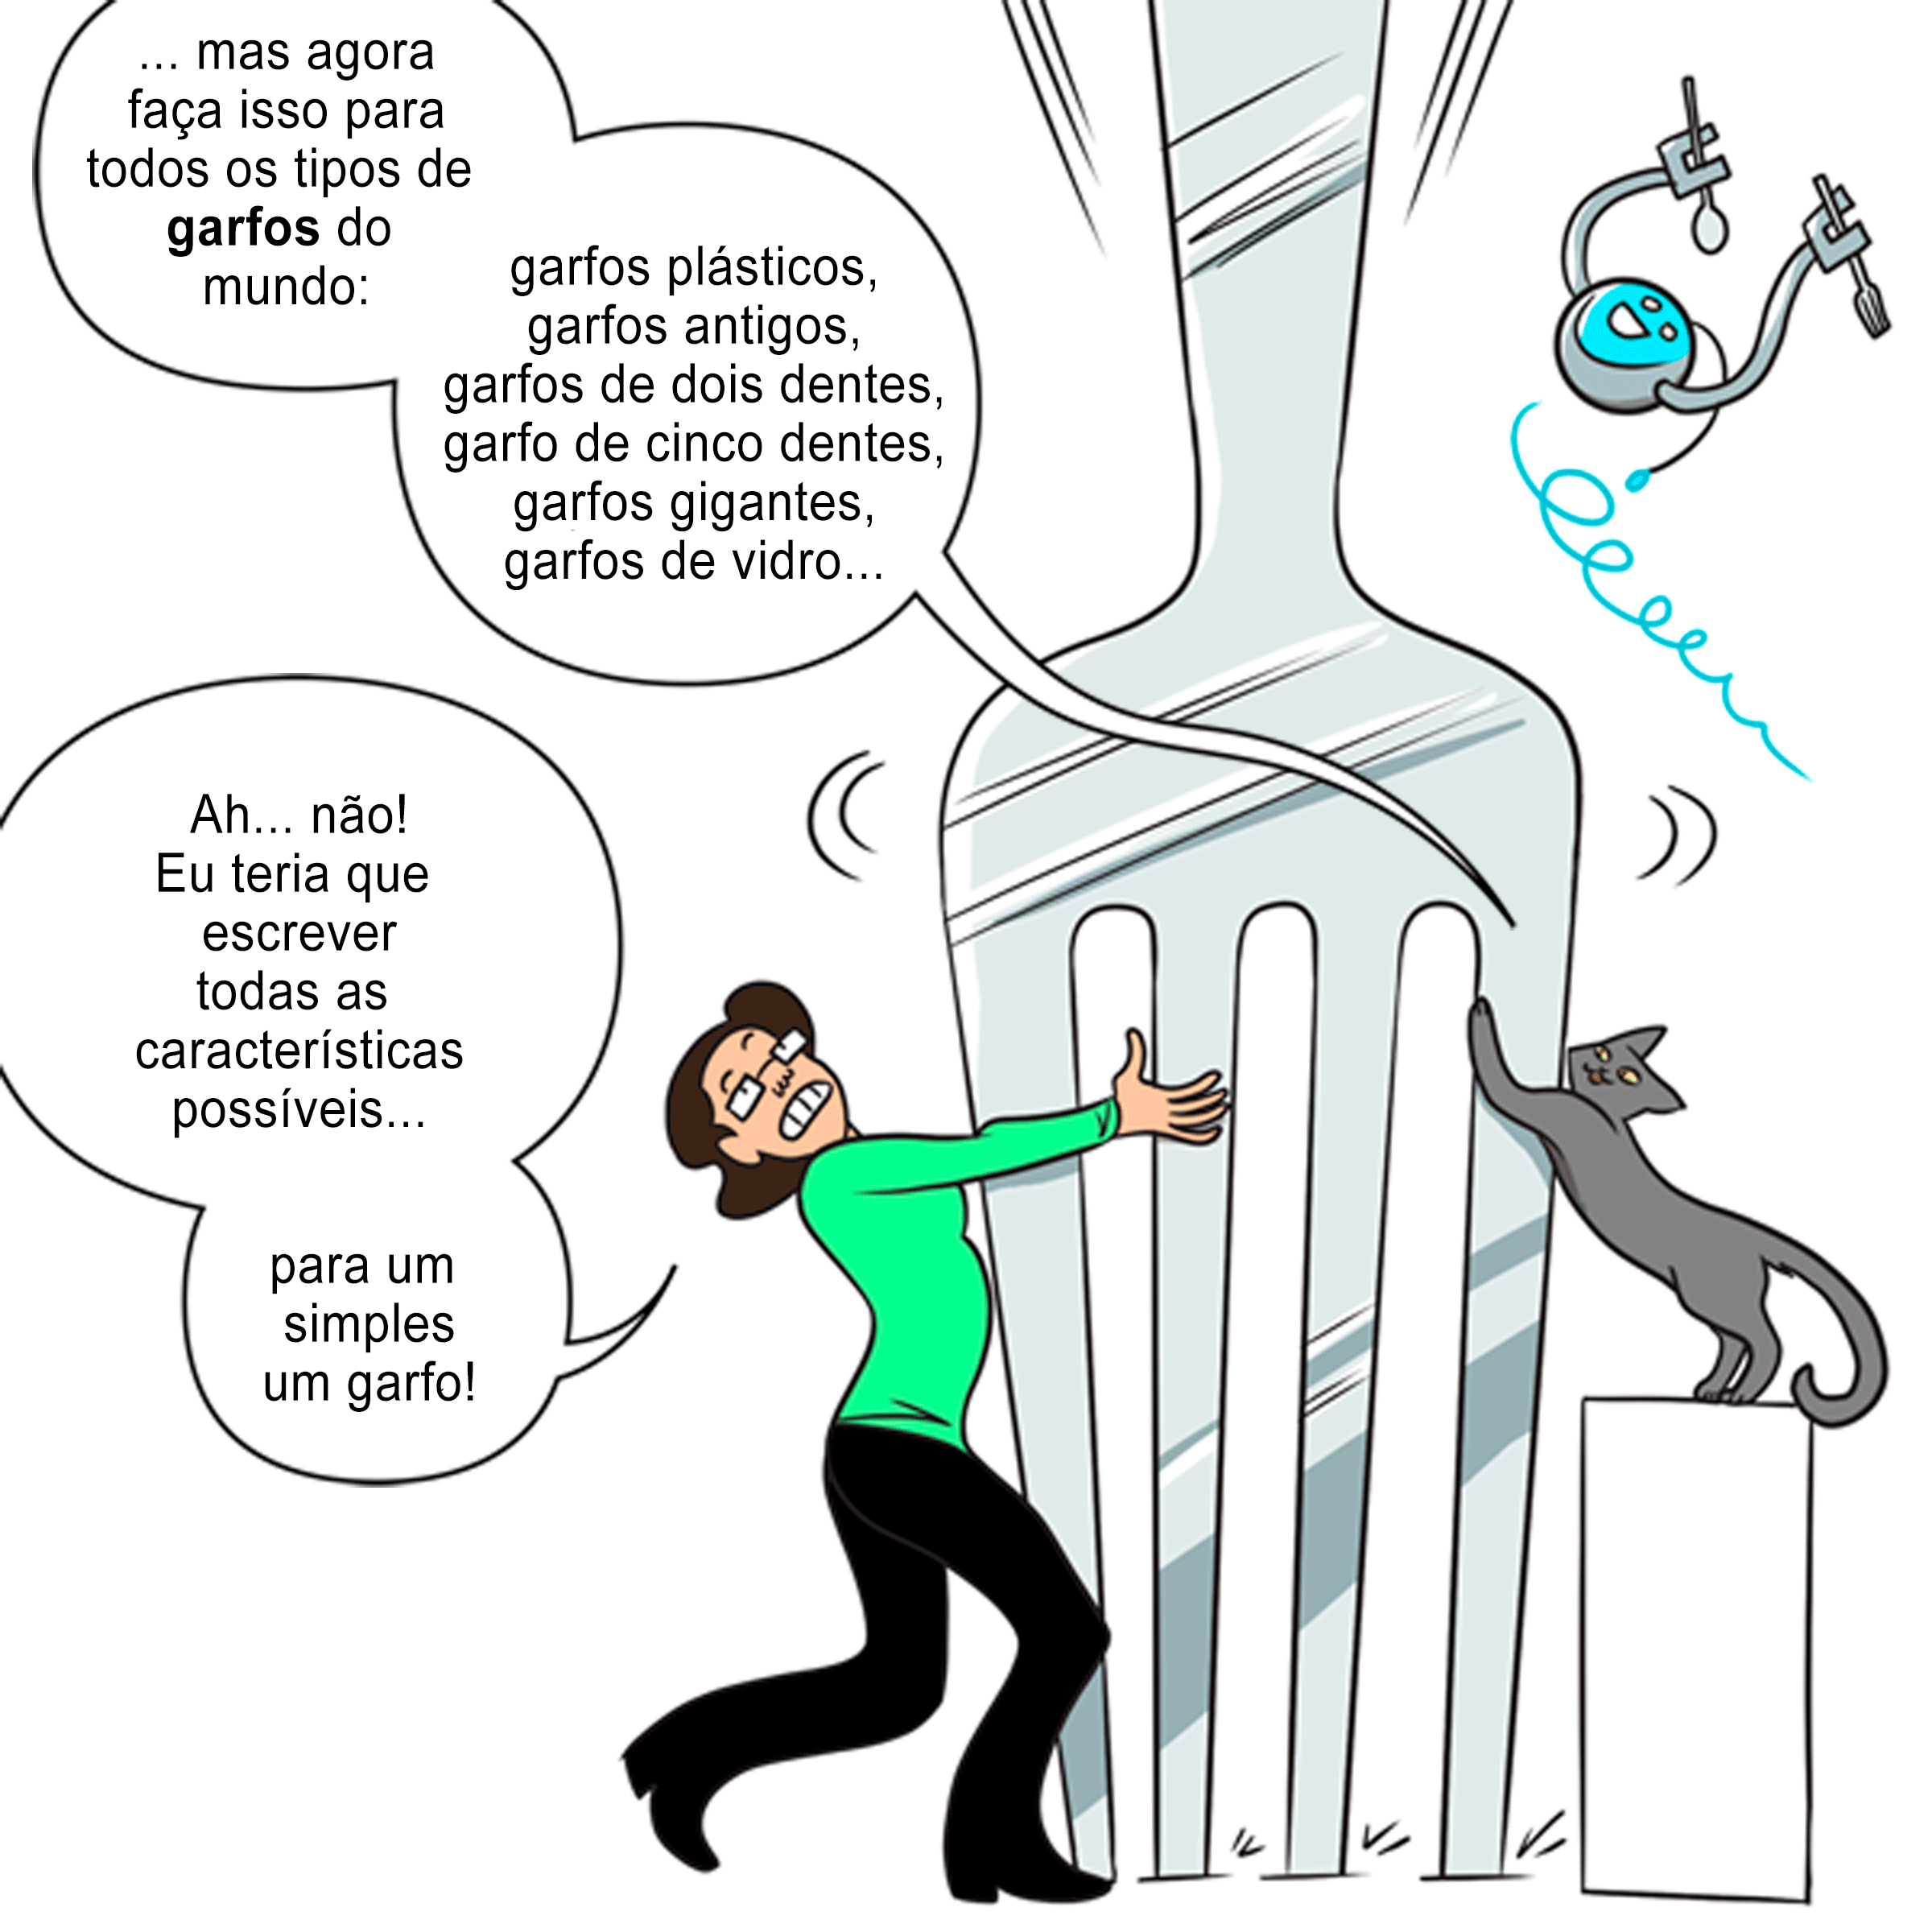 ... mas agora
faça isso para
todos os tipos de
garfos do
mundo:
garfos plásticos,
garfos antigos,
garfos de dois dentes,
garfo de cinco dentes,
garfos gigantes,
garfos de vidro...
Ah... não!
Eu teria que
escrever
todas as
características
possíveis...
para um
simples
um garfo!